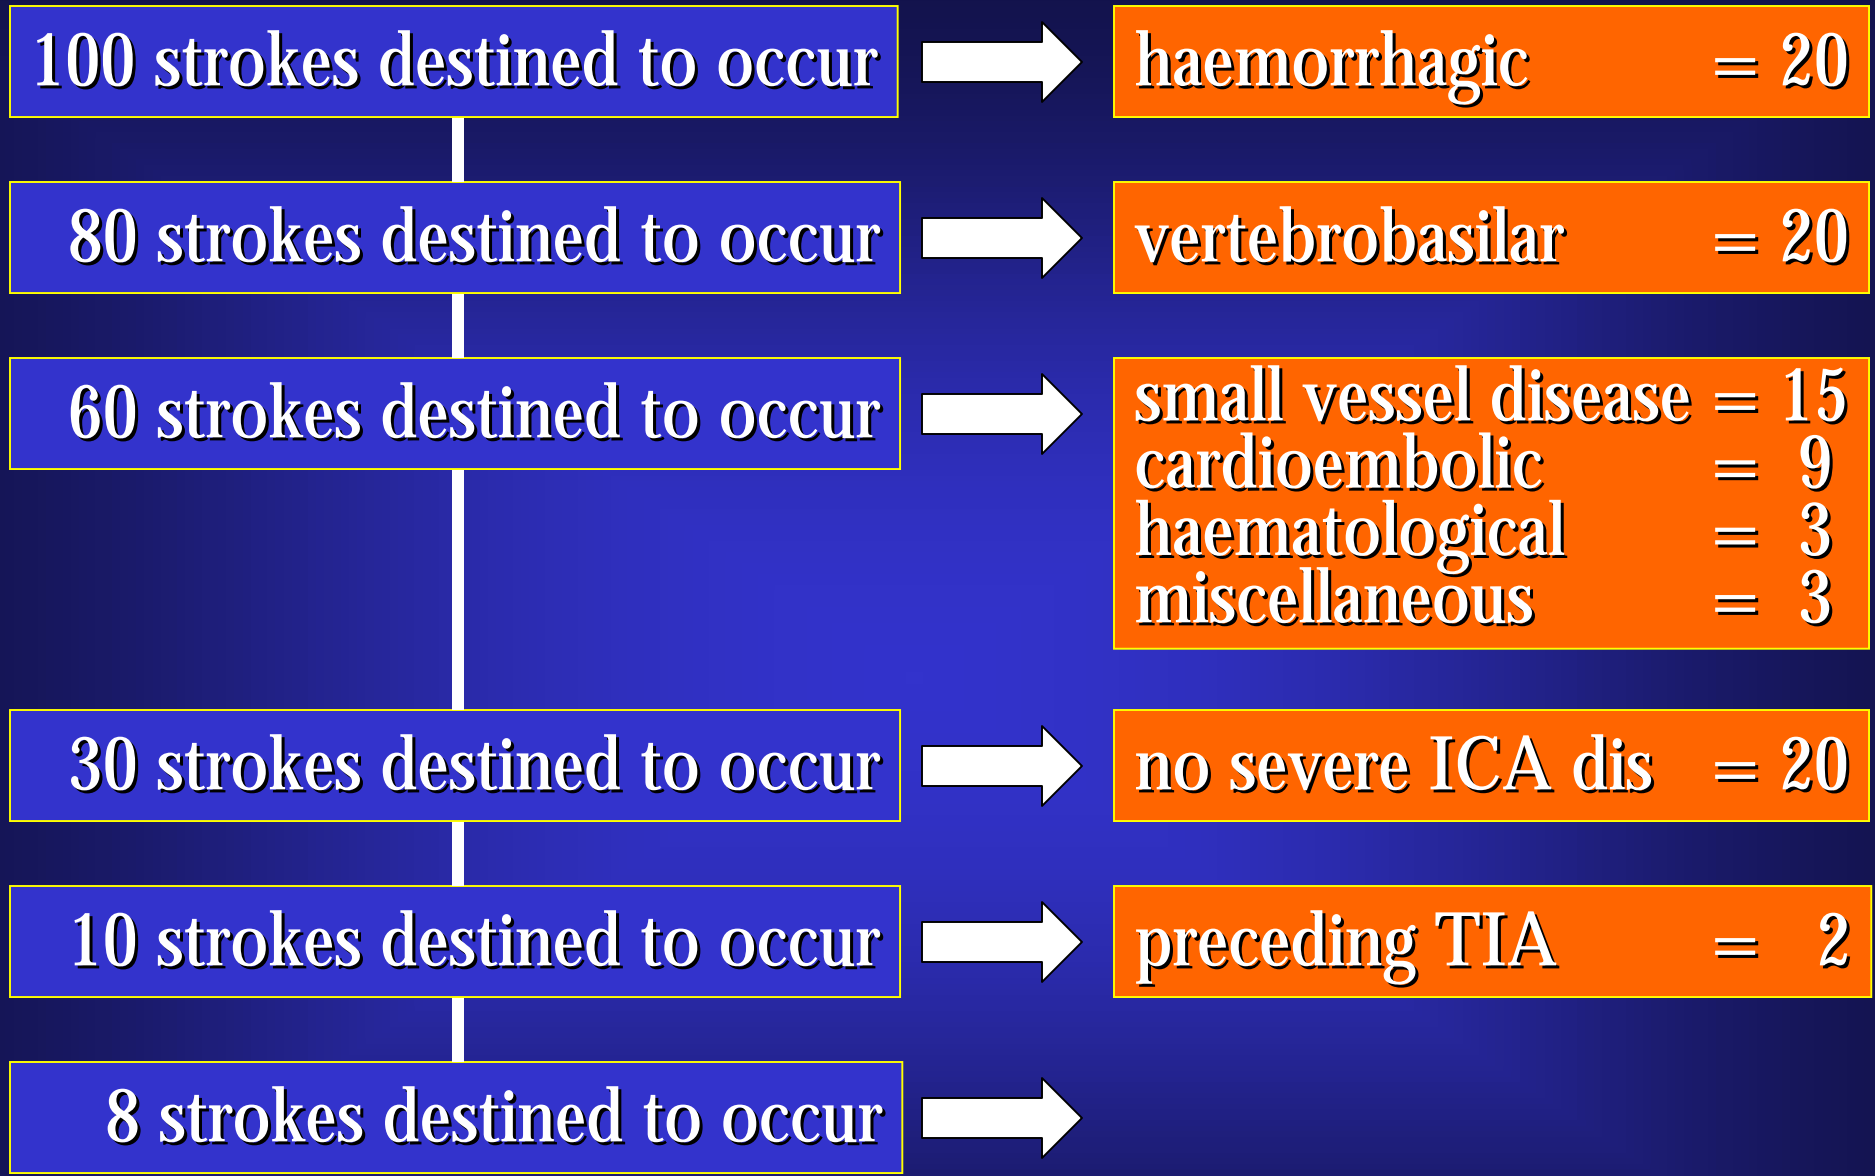 100 strokes destined to occur
haemorrhagic = 20
80 strokes destined to occur
vertebrobasilar = 20
60 strokes destined to occur
small vessel disease = 15
cardioembolic = 9
haematological = 3
miscellaneous = 3
30 strokes destined to occur
no severe ICA dis = 20
10 strokes destined to occur
preceding TIA = 2
8 strokes destined to occur